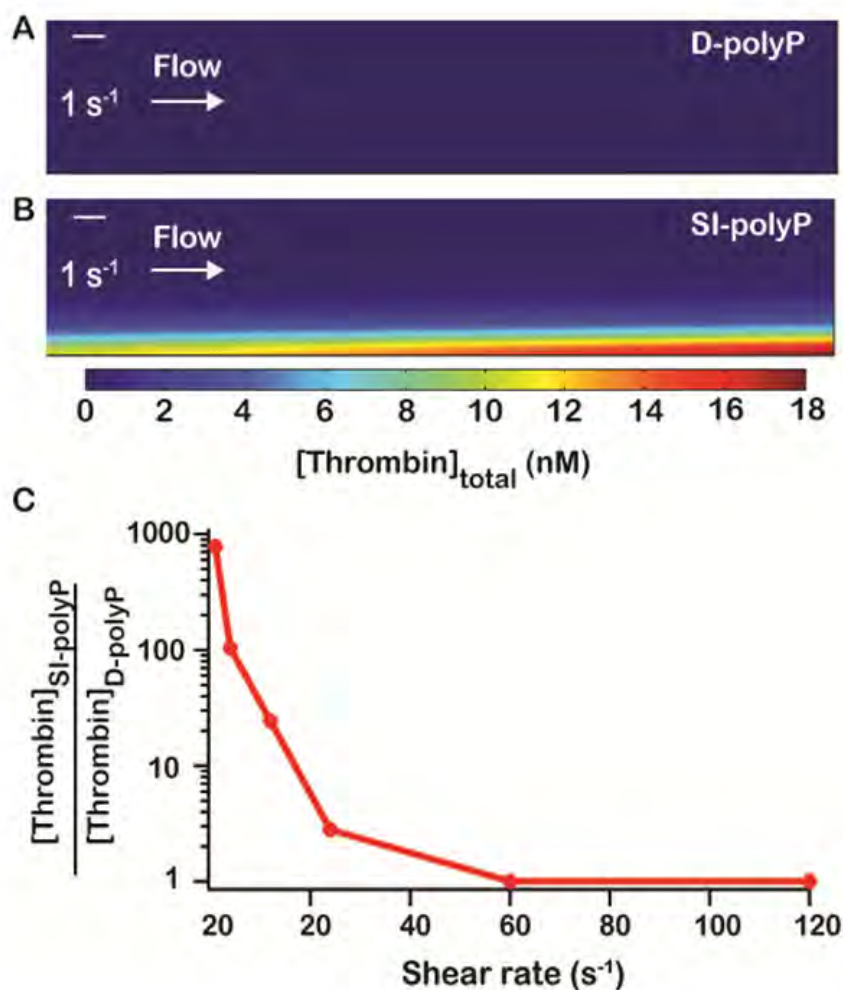 A
D-polyP
Flow
1 s⁻¹
B
SI-polyP
Flow
1 s⁻¹
0 2 4 6 8 10 12 14 16 18
[Thrombin]total (nM)
C
[Thrombin]SI-polyP
[Thrombin]D-polyP
1000
100
10
1
20 20 40 60 80 100 120
Shear rate (s⁻¹)